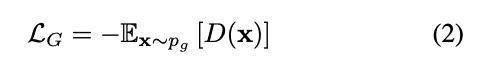 ℒ_G = −𝔼_{𝐱∼p_g} [D(𝐱)] (2)